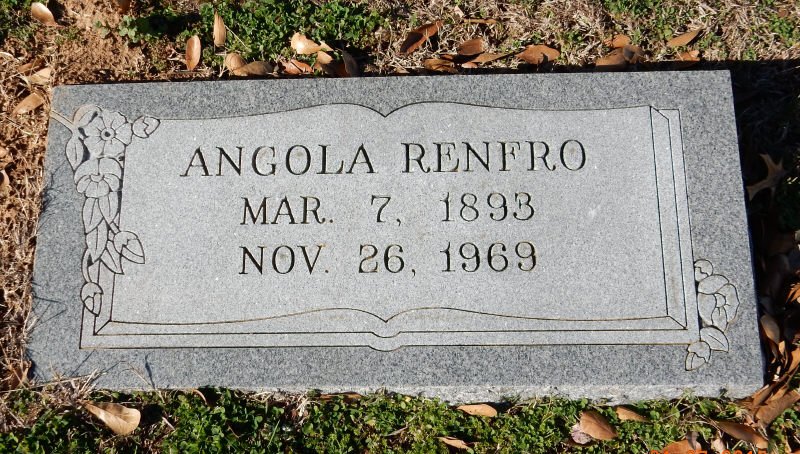 ANGOLA RENFRO
MAR. 7, 1893
NOV. 26, 1969